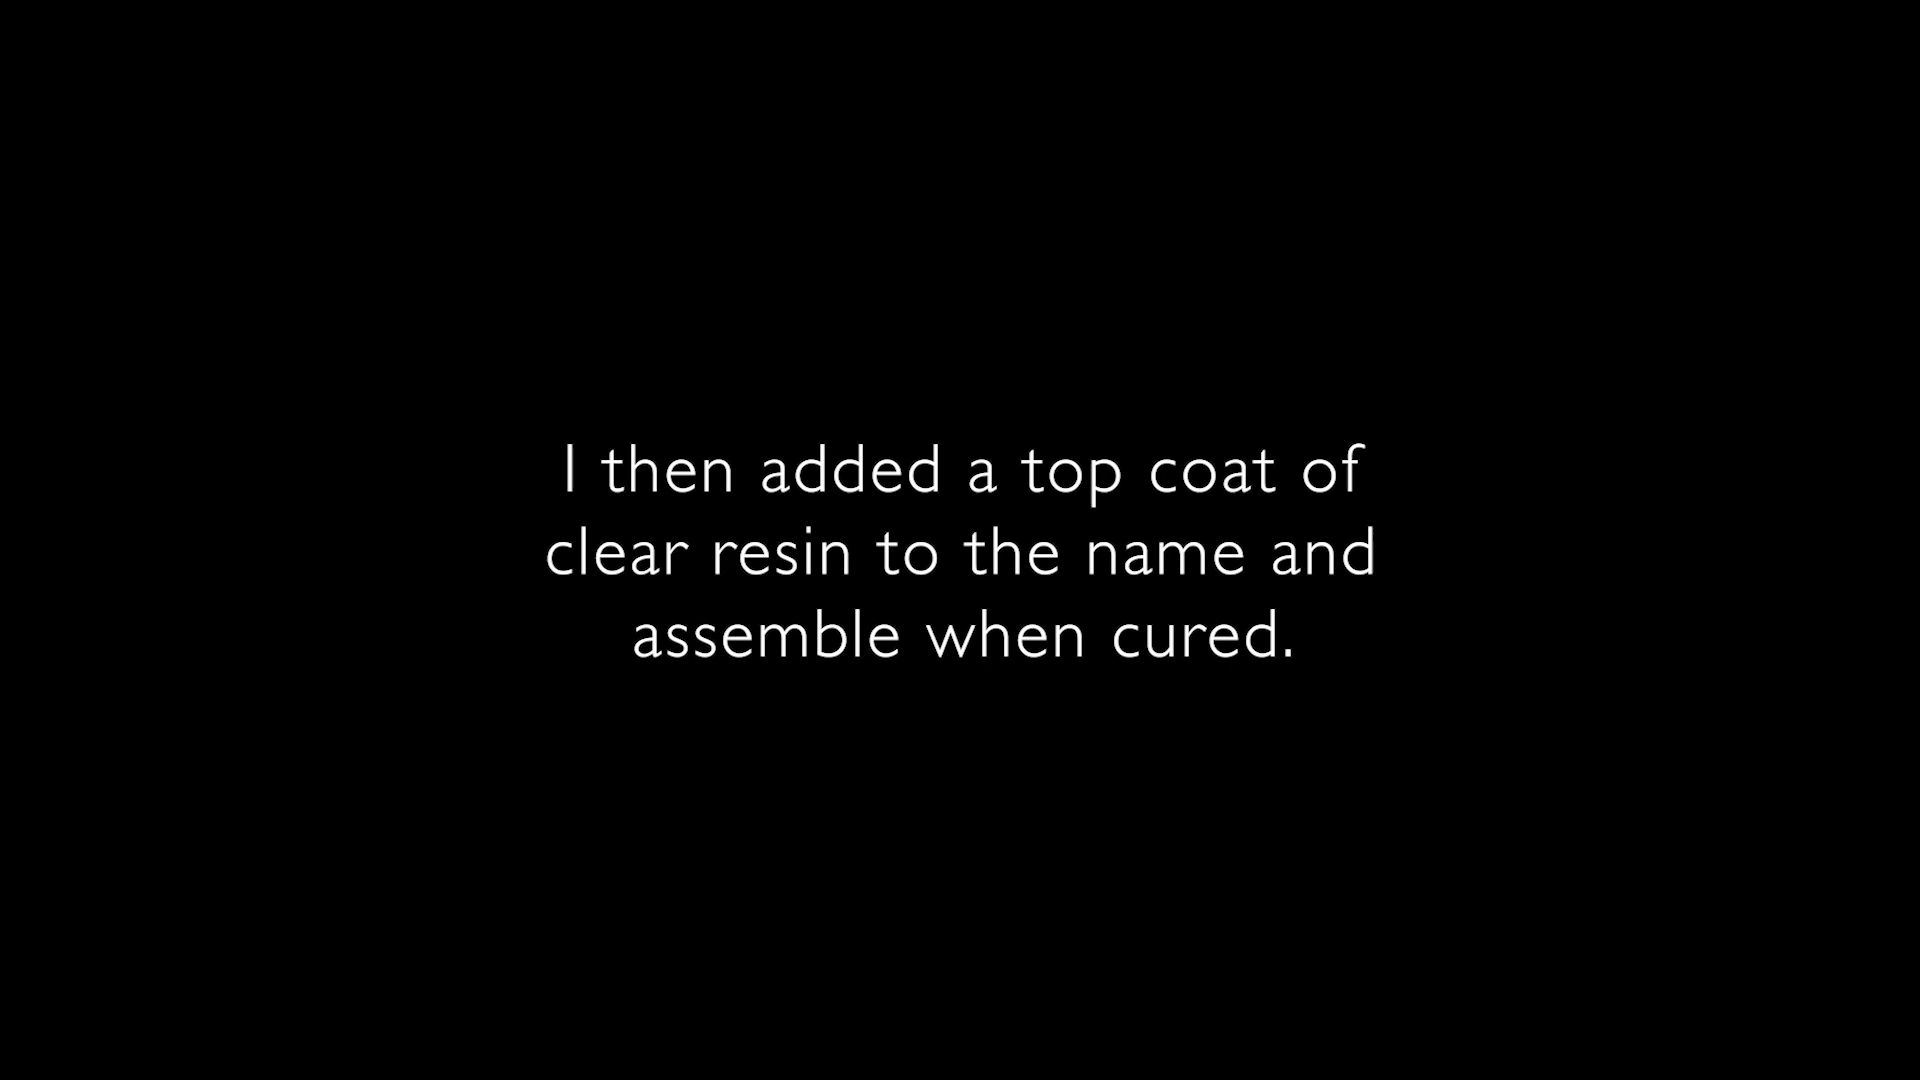 I then added a top coat of
clear resin to the name and
assemble when cured.